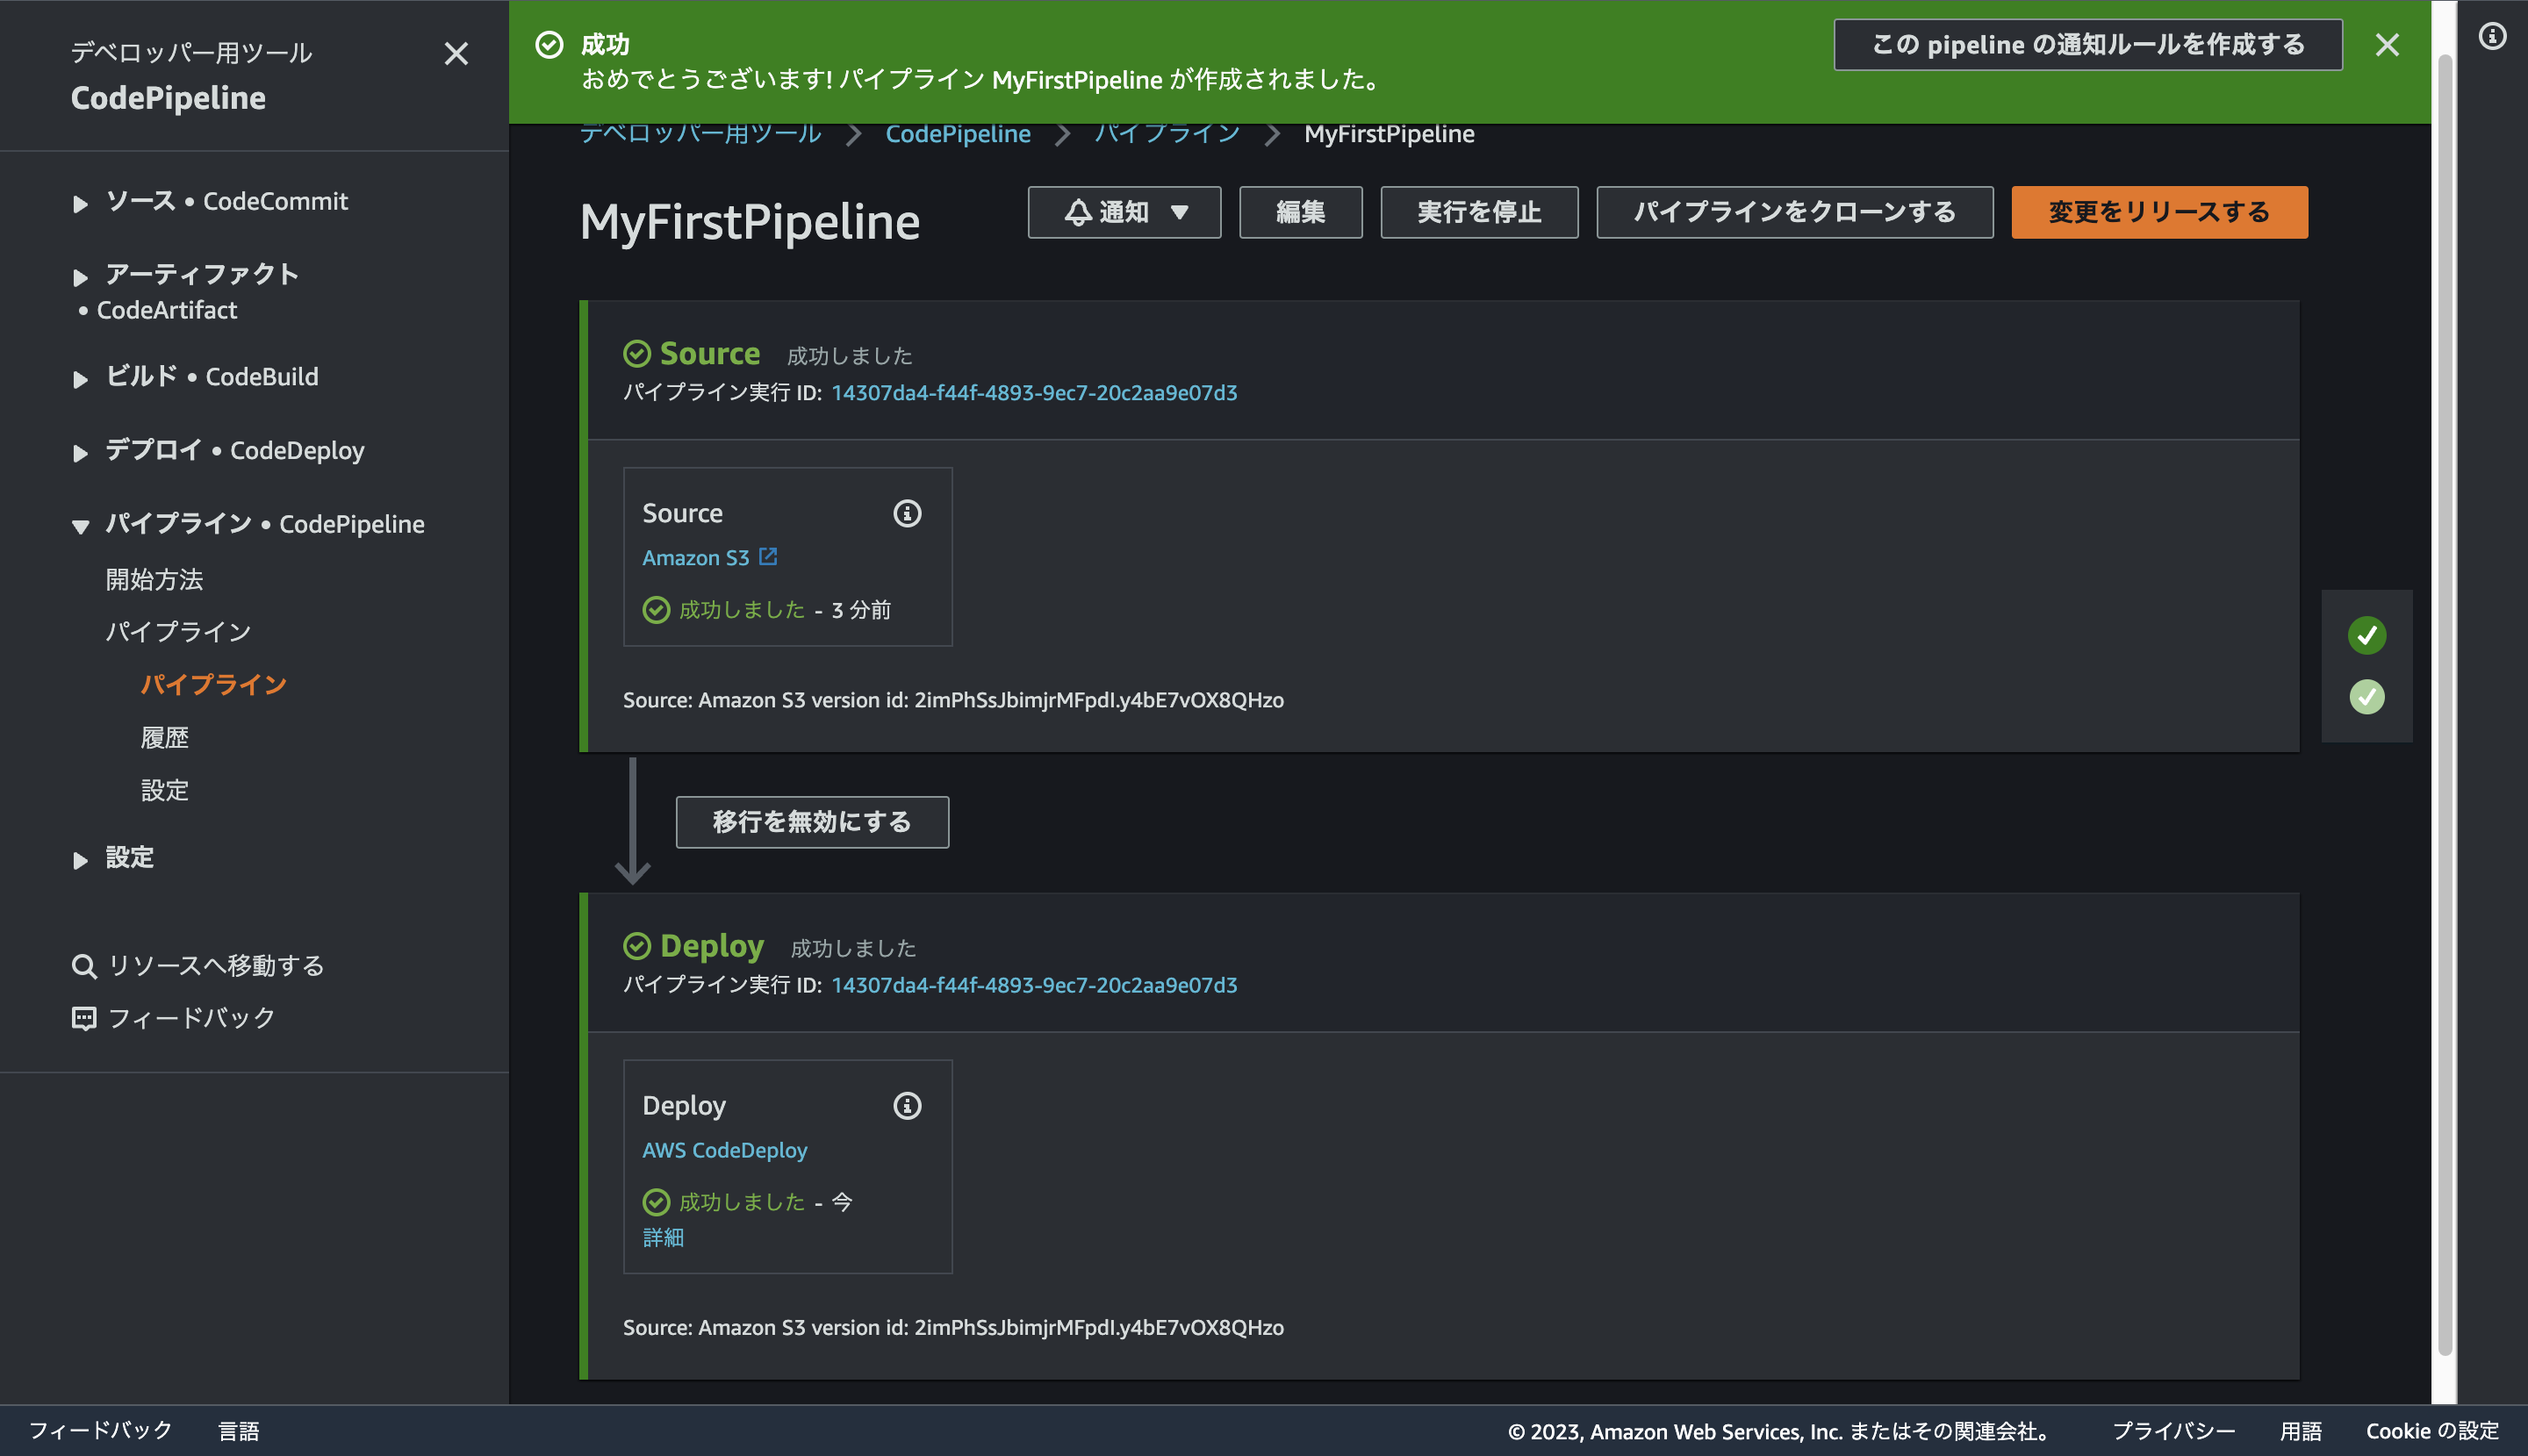 デベロッパー用ツール
CodePipeline
ソース • CodeCommit
アーティファクト
• CodeArtifact
ビルド • CodeBuild
デプロイ • CodeDeploy
パイプライン • CodePipeline
開始方法
パイプライン
パイプライン
履歴
設定
設定
リソースへ移動する
フィードバック
成功
おめでとうございます! パイプライン MyFirstPipeline が作成されました。
この pipeline の通知ルールを作成する
デベロッパー用ツール CodePipeline パイプライン MyFirstPipeline
MyFirstPipeline
通知 編集 実行を停止 パイプラインをクローンする 変更をリリースする
Source 成功しました
パイプライン実行 ID: 14307da4-f44f-4893-9ec7-20c2aa9e07d3
Source
Amazon S3
成功しました - 3 分前
Source: Amazon S3 version id: 2imPhSsJbimjrMFpdI.y4bE7vOX8QHzo
移行を無効にする
Deploy 成功しました
パイプライン実行 ID: 14307da4-f44f-4893-9ec7-20c2aa9e07d3
Deploy
AWS CodeDeploy
成功しました - 今
詳細
Source: Amazon S3 version id: 2imPhSsJbimjrMFpdI.y4bE7vOX8QHzo
フィードバック 言語 © 2023, Amazon Web Services, Inc. またはその関連会社。 プライバシー 用語 Cookie の設定